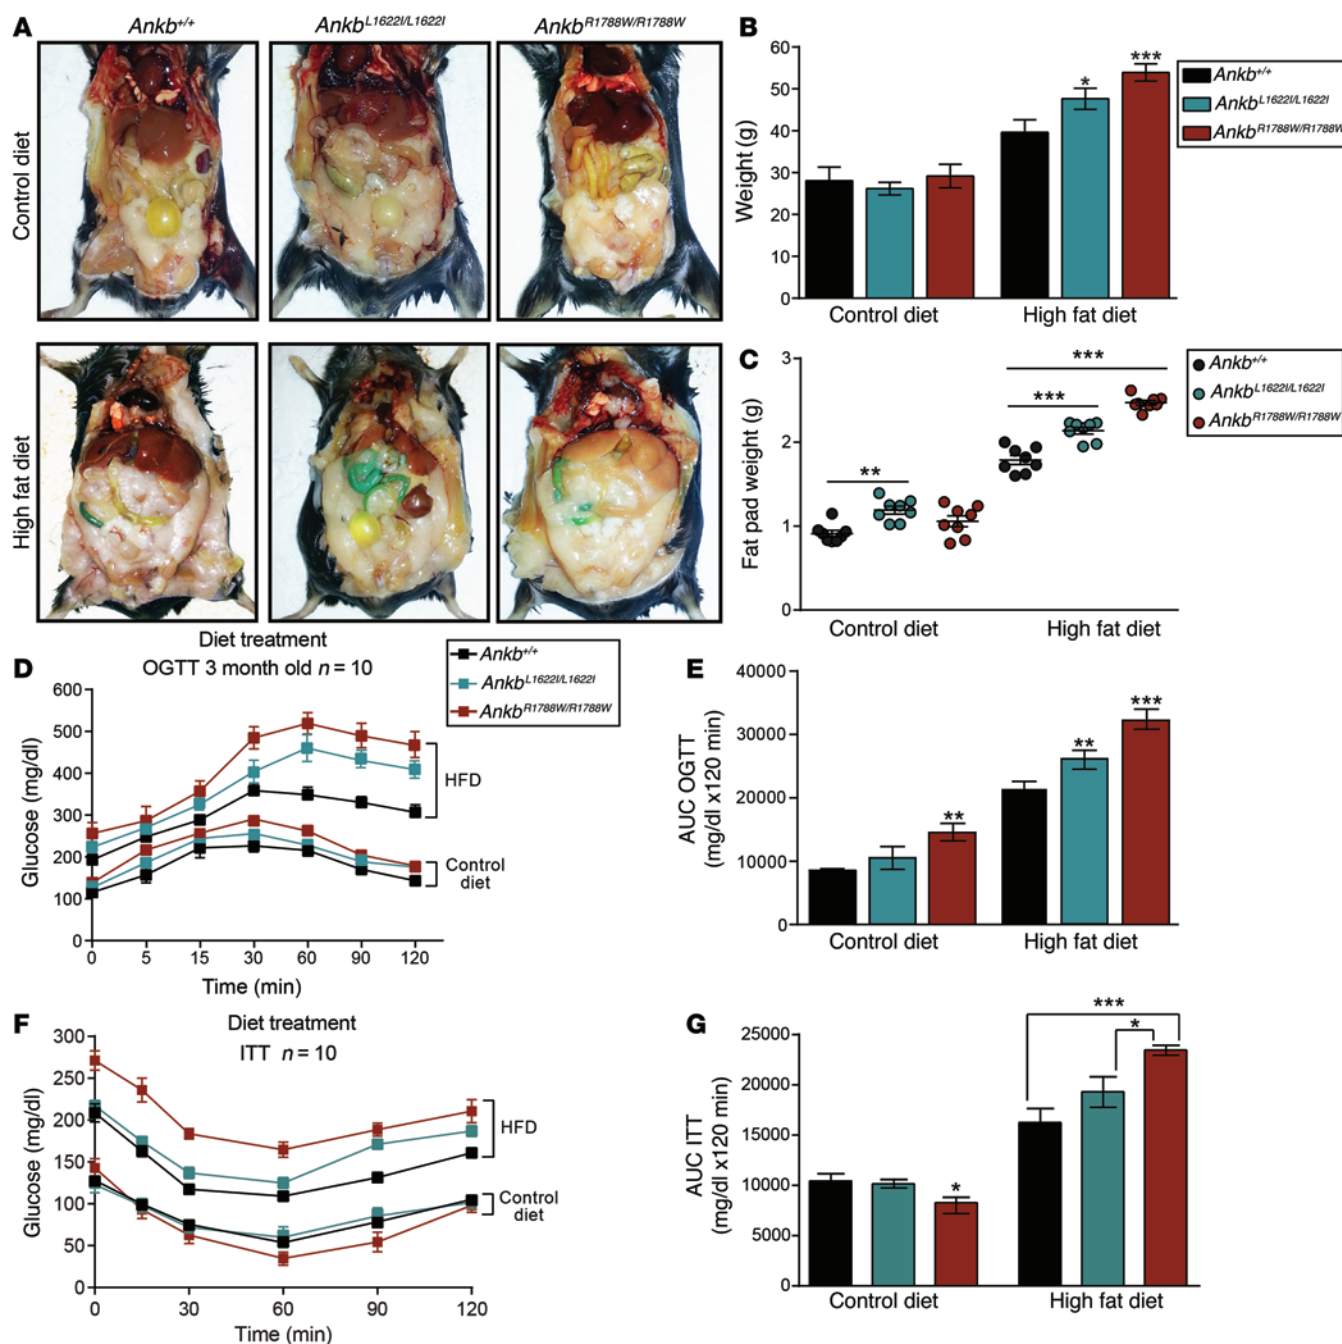 A
Ankb+/+
AnkbL1622I/L1622I
AnkbR1788W/R1788W
Control diet
High fat diet
B
Weight (g)
60
50
40
30
20
10
0
*
***
Control diet
High fat diet
Ankb+/+
AnkbL1622I/L1622I
AnkbR1788W/R1788W
C
Fat pad weight (g)
3
2
1
0
**
***
***
Control diet
High fat diet
Ankb+/+
AnkbL1622I/L1622I
AnkbR1788W/R1788W
Diet treatment
D
OGTT 3 month old n = 10
Ankb+/+
AnkbL1622I/L1622I
AnkbR1788W/R1788W
Glucose (mg/dl)
600
500
400
300
200
100
0
HFD
Control
diet
0 5 15 30 60 90 120
Time (min)
E
AUC OGTT
(mg/dl x120 min)
40000
30000
20000
10000
0
**
**
***
Control diet
High fat diet
F
Diet treatment
ITT n = 10
Glucose (mg/dl)
300
250
200
150
100
50
0
HFD
Control
diet
0 15 30 60 90 120
Time (min)
G
AUC ITT
(mg/dl x120 min)
25000
20000
15000
10000
5000
0
*
***
*
Control diet
High fat diet